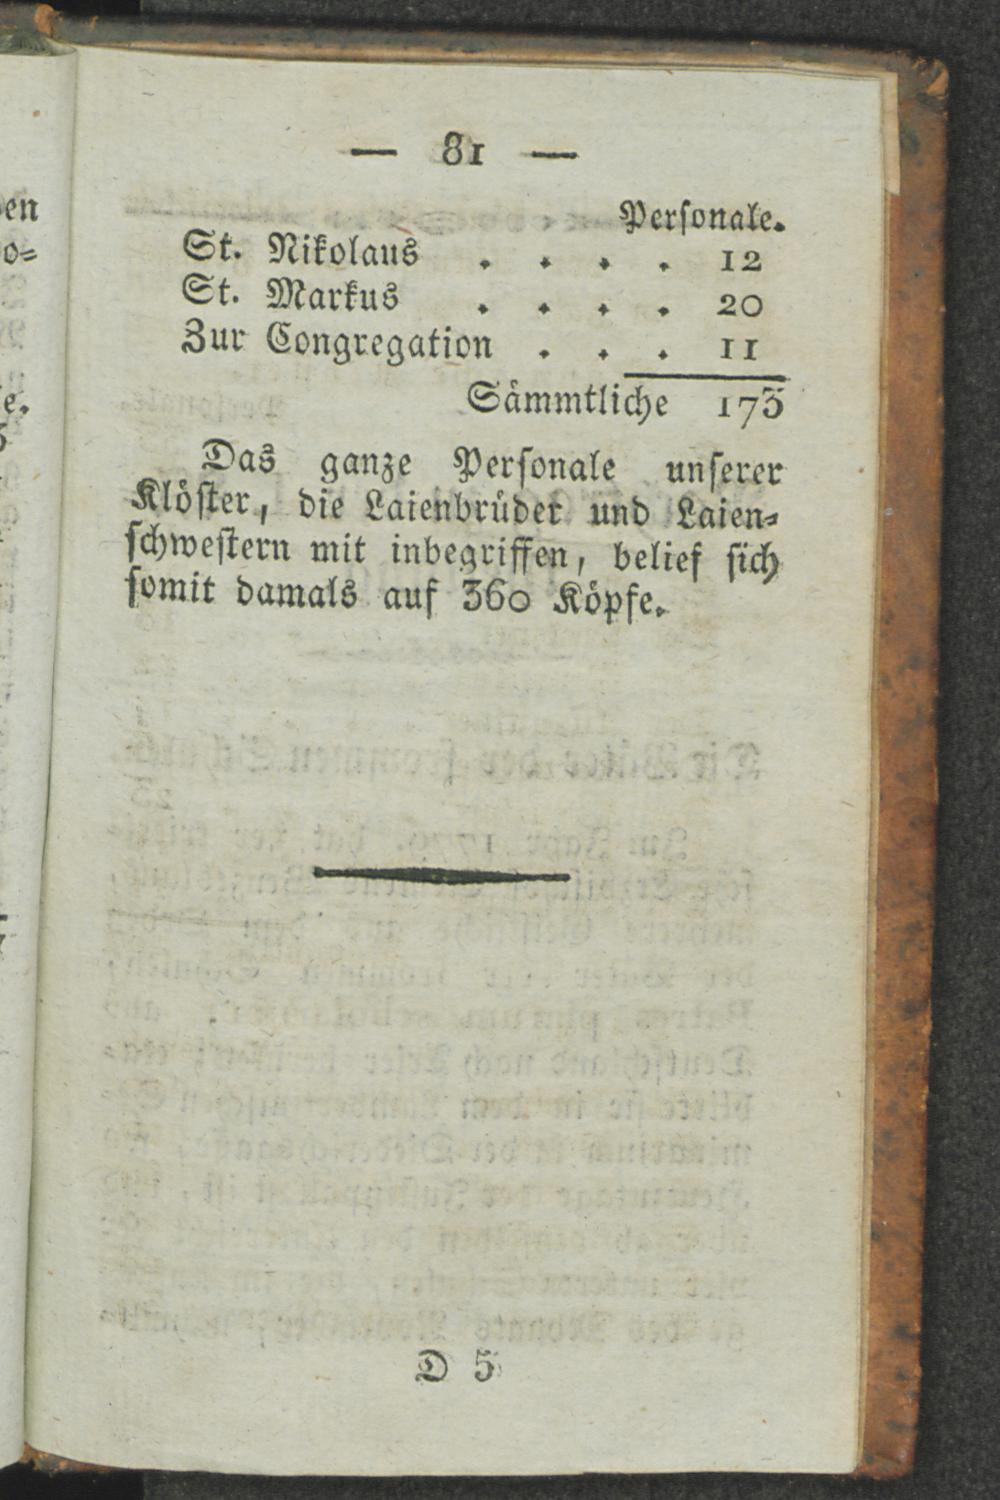 — 81 —
Personale.
St. Nikolaus . . . . 12
St. Markus . . . . 20
Zur Congregation . . . 11
Sämmtliche 173
Das ganze Personale unserer
Klöster, die Laienbrüder und Laien=
schwestern mit inbegriffen, belief sich
somit damals auf 360 Köpfe.
D 5